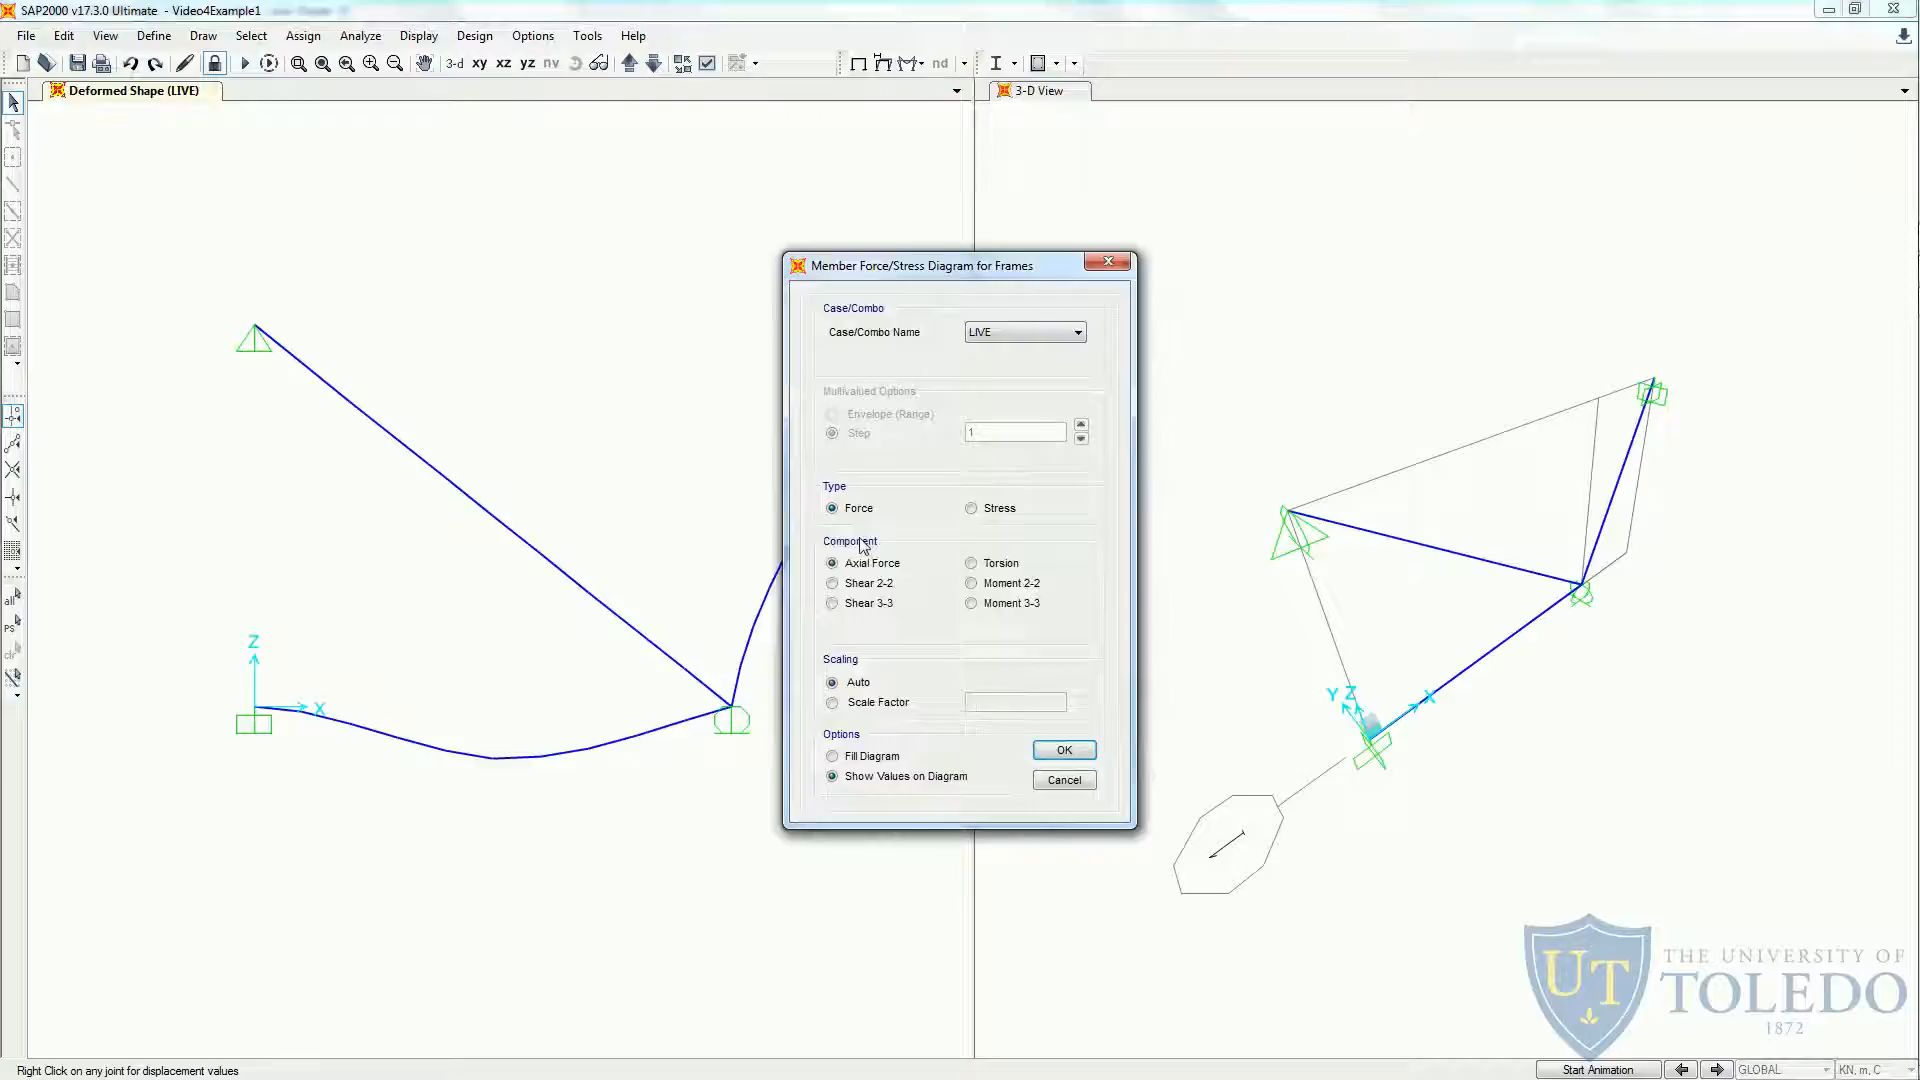 SAP2000 v17.3.0 Ultimate - Video4Example1
File Edit View Define Draw Select Assign Analyze Display Design Options Tools Help
3-d xy xz yz nv nd
Deformed Shape (LIVE)
3-D View
Member Force/Stress Diagram for Frames
Case/Combo
Case/Combo Name LIVE
Multivalued Options
Envelope (Range)
Step 1
Type
Force Stress
Component
Axial Force Torsion
Shear 2-2 Moment 2-2
Shear 3-3 Moment 3-3
Scaling
Auto
Scale Factor
Options
Fill Diagram OK
Show Values on Diagram Cancel
Z
X
Y Z X
all
PS
clr
UT
THE UNIVERSITY OF
TOLEDO
1872
Right Click on any joint for displacement values
Start Animation GLOBAL KN, m, C